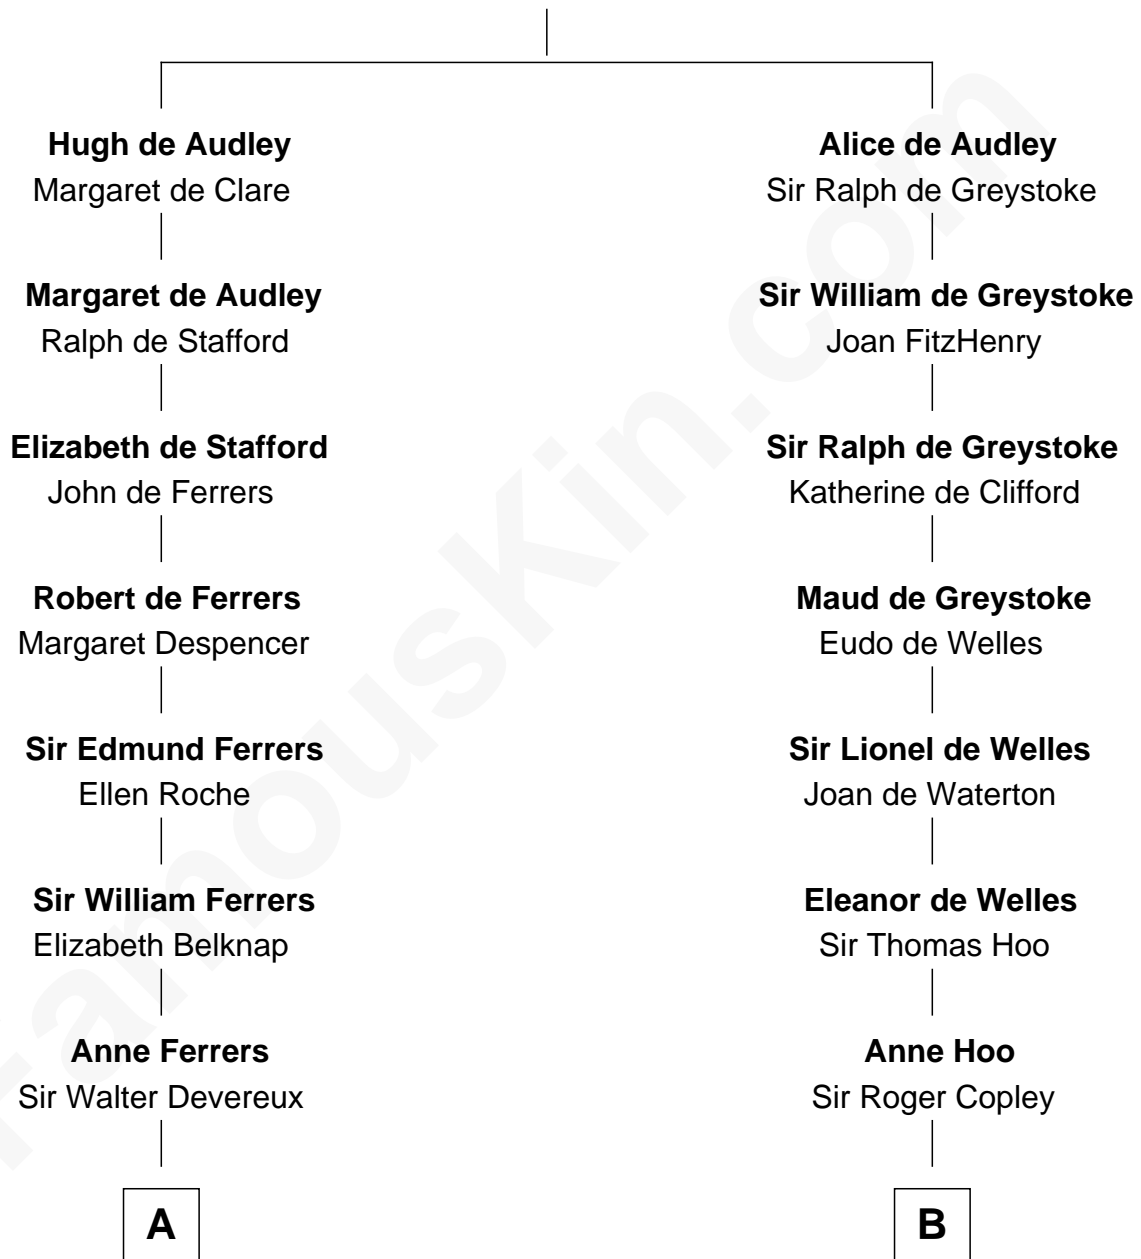 Hugh de Audley
Margaret de Clare
Margaret de Audley
Ralph de Stafford
Elizabeth de Stafford
John de Ferrers
Robert de Ferrers
Margaret Despencer
Sir Edmund Ferrers
Ellen Roche
Sir William Ferrers
Elizabeth Belknap
Anne Ferrers
Sir Walter Devereux
A
Alice de Audley
Sir Ralph de Greystoke
Sir William de Greystoke
Joan FitzHenry
Sir Ralph de Greystoke
Katherine de Clifford
Maud de Greystoke
Eudo de Welles
Sir Lionel de Welles
Joan de Waterton
Eleanor de Welles
Sir Thomas Hoo
Anne Hoo
Sir Roger Copley
B
FamousKin.com